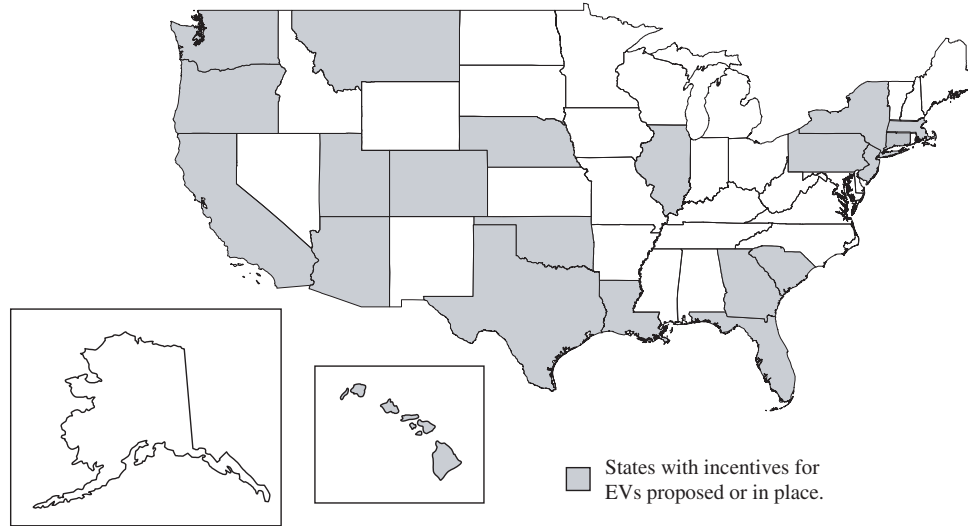 States with incentives for
EVs proposed or in place.